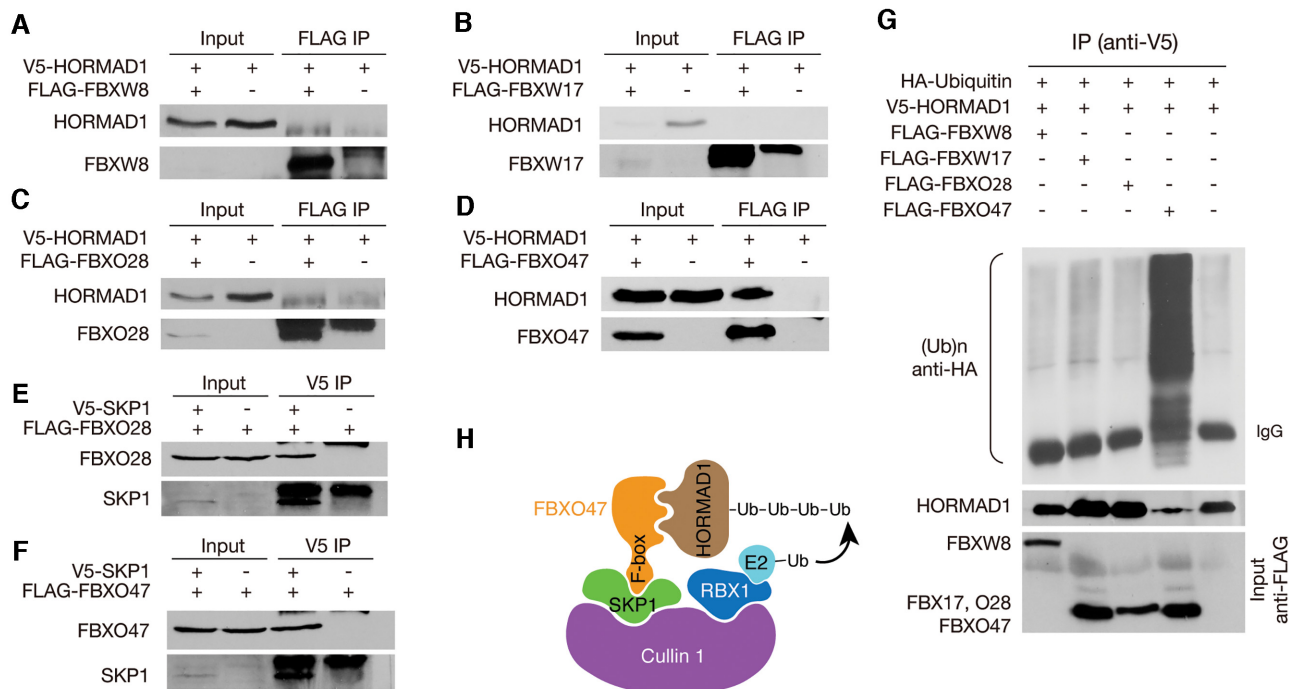 A
Input FLAG IP
V5-HORMAD1 + + + +
FLAG-FBXW8 + - + -
HORMAD1
FBXW8
B
Input FLAG IP
V5-HORMAD1 + + + +
FLAG-FBXW17 + - + -
HORMAD1
FBXW17
C
Input FLAG IP
V5-HORMAD1 + + + +
FLAG-FBXO28 + - + -
HORMAD1
FBXO28
D
Input FLAG IP
V5-HORMAD1 + + + +
FLAG-FBXO47 + - + -
HORMAD1
FBXO47
E
Input V5 IP
V5-SKP1 + - + -
FLAG-FBXO28 + + + +
FBXO28
SKP1
F
Input V5 IP
V5-SKP1 + - + -
FLAG-FBXO47 + + + +
FBXO47
SKP1
G
IP (anti-V5)
HA-Ubiquitin + + + + +
V5-HORMAD1 + + + + +
FLAG-FBXW8 + - - - -
FLAG-FBXW17 - + - - -
FLAG-FBXO28 - - + - -
FLAG-FBXO47 - - - + -
(Ub)n
anti-HA
IgG
HORMAD1
FBXW8
FBX17, O28
FBXO47
Input
anti-FLAG
H
FBXO47
HORMAD1
-Ub-Ub-Ub-Ub
F-box
E2 -Ub
SKP1
RBX1
Cullin 1